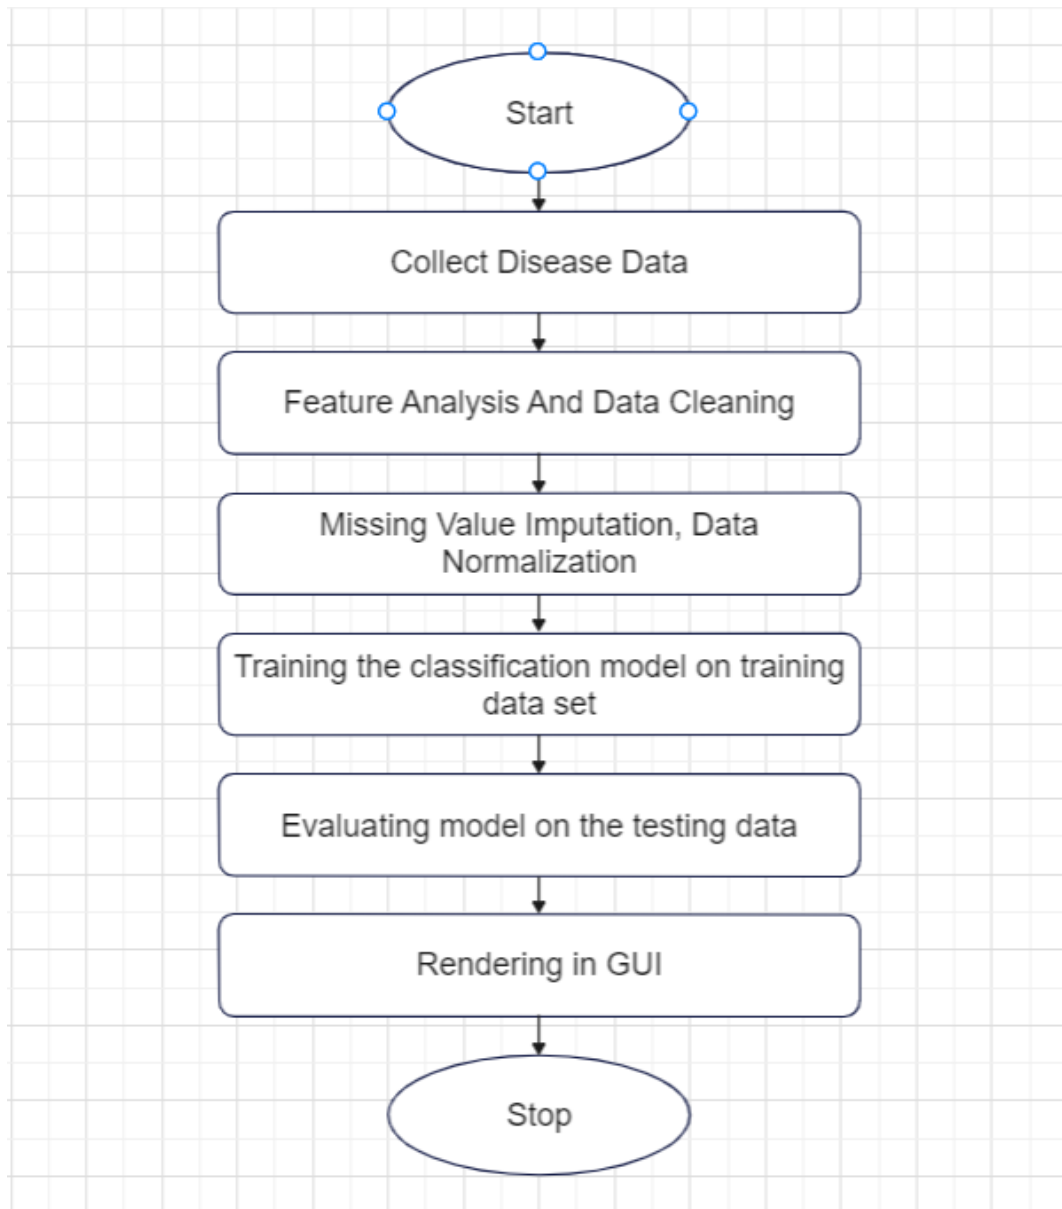 Start
Collect Disease Data
Feature Analysis And Data Cleaning
Missing Value Imputation, Data
Normalization
Training the classification model on training
data set
Evaluating model on the testing data
Rendering in GUI
Stop